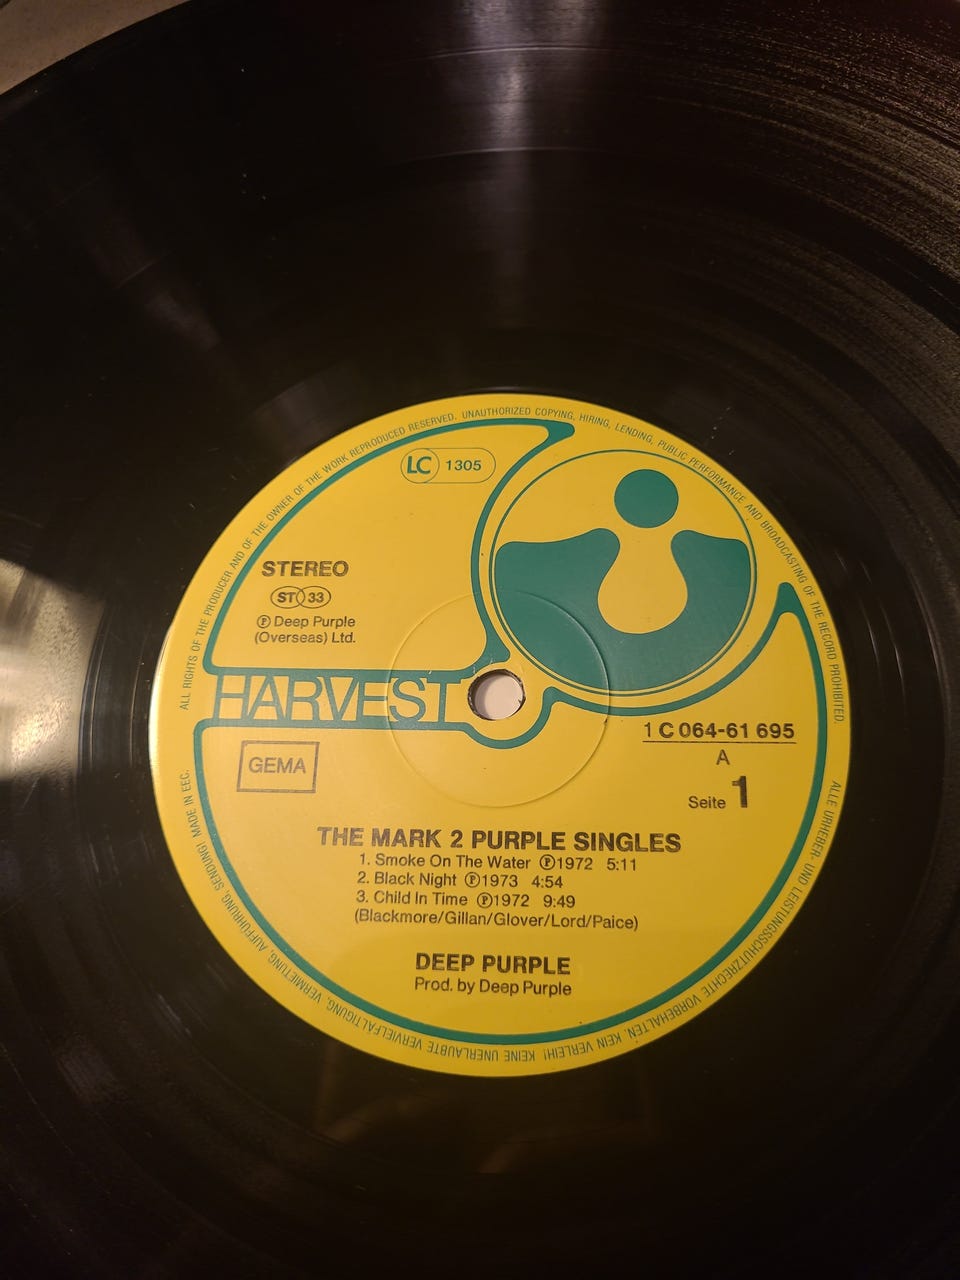 ALL RIGHTS OF THE PRODUCER AND OF THE OWNER OF THE WORK REPRODUCED RESERVED. UNAUTHORIZED COPYING, HIRING, LENDING, PUBLIC PERFORMANCE AND BROADCASTING OF THE RECORD PROHIBITED.
LC 1305
STEREO
ST 33
Ⓟ Deep Purple
(Overseas) Ltd.
HARVEST
1 C 064-61 695
A
GEMA
Seite 1
THE MARK 2 PURPLE SINGLES
1. Smoke On The Water Ⓟ1972 5:11
2. Black Night Ⓟ1973 4:54
3. Child In Time Ⓟ1972 9:49
(Blackmore/Gillan/Glover/Lord/Paice)
DEEP PURPLE
Prod. by Deep Purple
ALLE URHEBER- UND LEISTUNGSSCHUTZRECHTE VORBEHALTEN. KEIN VERLEIH! KEINE UNERLAUBTE VERVIELFÄLTIGUNG, VERMIETUNG, AUFFÜHRUNG, SENDUNG! MADE IN EEC.